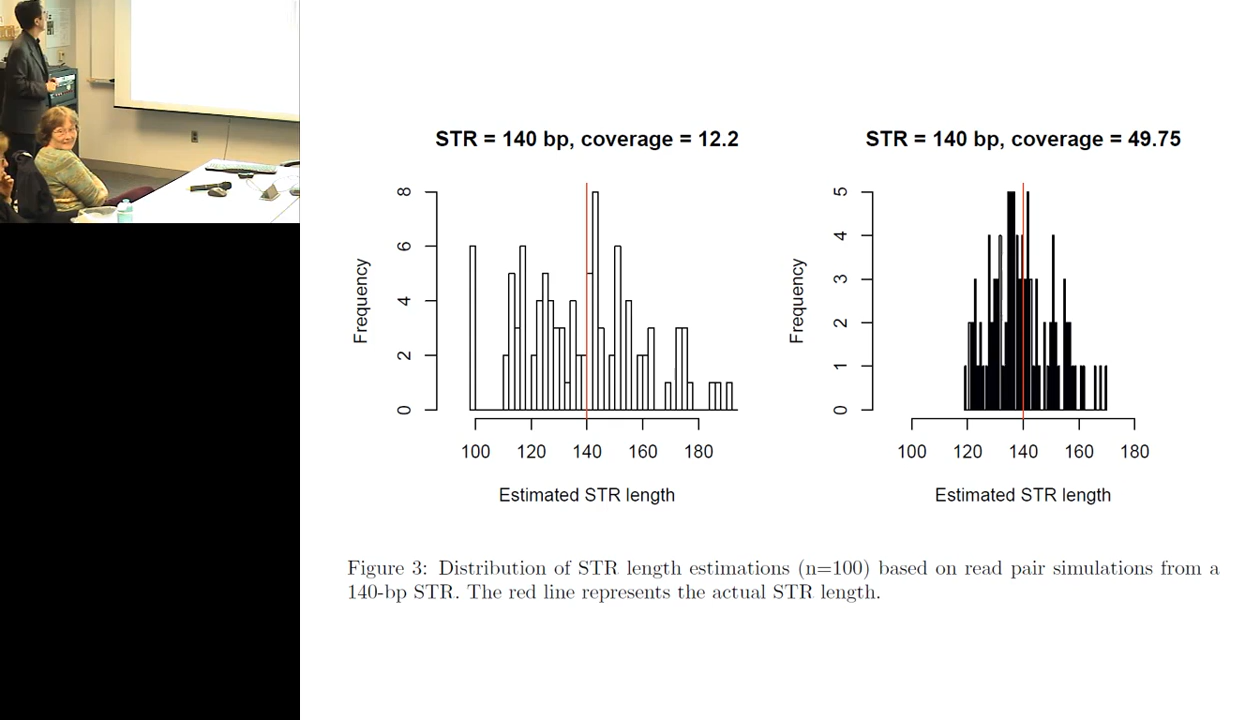 STR = 140 bp, coverage = 12.2
Frequency
0
2
4
6
8
100 120 140 160 180
Estimated STR length
STR = 140 bp, coverage = 49.75
Frequency
0
1
2
3
4
5
100 120 140 160 180
Estimated STR length
Figure 3: Distribution of STR length estimations (n=100) based on read pair simulations from a
140-bp STR. The red line represents the actual STR length.